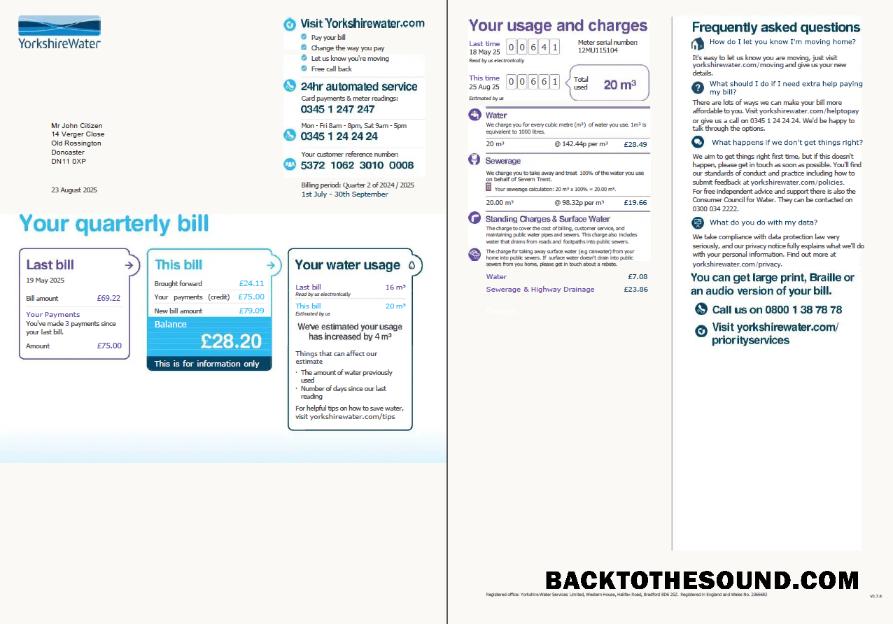 YorkshireWater
Visit Yorkshirewater.com
Pay your bill
Change the way you pay
Let us know you're moving
Free call back
24hr automated service
Card payments & meter readings:
0345 1 247 247
Mon - Fri 8am - 8pm, Sat 9am - 5pm
0345 1 24 24 24
Your customer reference number:
5372 1062 3010 0008
Billing period: Quarter 2 of 2024 / 2025
1st July - 30th September
Mr John Citizen
14 Verger Close
Old Rossington
Doncaster
DN11 0XP
23 August 2025
Your quarterly bill
Last bill
19 May 2025
Bill amount £69.22
Your Payments
You've made 3 payments since
your last bill.
Amount £75.00
This bill
Brought forward £24.11
Your payments (credit) £75.00
New bill amount £79.09
Balance
£28.20
This is for information only
Your water usage
Last bill 16 m³
Read by us electronically
This bill 20 m³
Estimated by us
We've estimated your usage
has increased by 4 m³
Things that can affect our
estimate
· The amount of water previously
used
· Number of days since our last
reading
For helpful tips on how to save water,
visit yorkshirewater.com/tips
Your usage and charges
Last time
18 May 25
0 0 6 4 1
Read by us electronically
Meter serial number
12MU115104
This time
25 Aug 25
0 0 6 6 1
Estimated by us
Total
used
20 m³
Water
We charge you for every cubic metre (m³) of water you use. 1m³ is
equivalent to 1000 litres.
20 m³ @ 142.44p per m³ £28.49
Sewerage
We charge you to take away and treat 100% of the water you use
on behalf of Severn Trent.
Your sewerage calculation: 20 m³ x 100% = 20.00 m³.
20.00 m³ @ 98.32p per m³ £19.66
Standing Charges & Surface Water
The charge to cover the cost of billing, customer service, and
maintaining public water pipes and sewers. This charge also includes
water that drains from roads and footpaths into public sewers.
The charge for taking away surface water (e.g rainwater) from your
home into public sewers. If surface water doesn't drain into public
sewers from you home, please get in touch about a rebate.
Water £7.08
Sewerage & Highway Drainage £23.86
Frequently asked questions
How do I let you know I'm moving home?
It's easy to let us know you're moving, just visit
yorkshirewater.com/moving and give us your new
details.
What should I do if I need extra help paying
my bill?
There are lots of ways we can make your bill more
affordable to you. Visit yorkshirewater.com/helptopay
or give us a call on 0345 1 24 24 24. We'd be happy to
talk through the options.
What happens if we don't get things right?
We aim to get things right first time, but if this doesn't
happen, please get in touch as soon as possible. You'll find
our standards of conduct and practice including how to
submit feedback at yorkshirewater.com/policies.
For free independent advice and support there is also the
Consumer Council for Water. They can be contacted on
0300 034 2222.
What do you do with my data?
We take compliance with data protection law very
seriously, and our privacy notice fully explains what we'll do
with your personal information. Find out more at
yorkshirewater.com/privacy.
You can get large print, Braille or
an audio version of your bill.
Call us on 0800 1 38 78 78
Visit yorkshirewater.com/
priorityservices
BACKTOTHESOUND.COM
Registered office: Yorkshire Water Services Limited, Western House, Halifax Road, Bradford BD6 2SZ. Registered in England and Wales No. 2366682